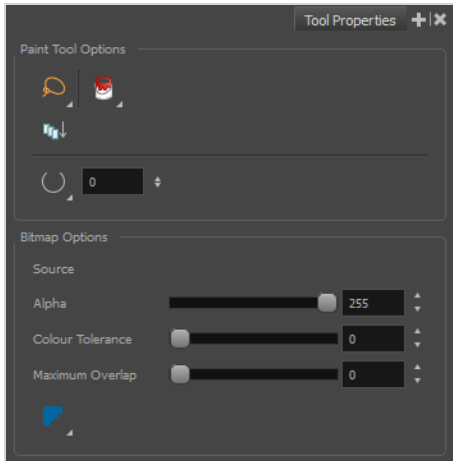 Tool Properties
Paint Tool Options
0
Bitmap Options
Source
Alpha 255
Colour Tolerance 0
Maximum Overlap 0